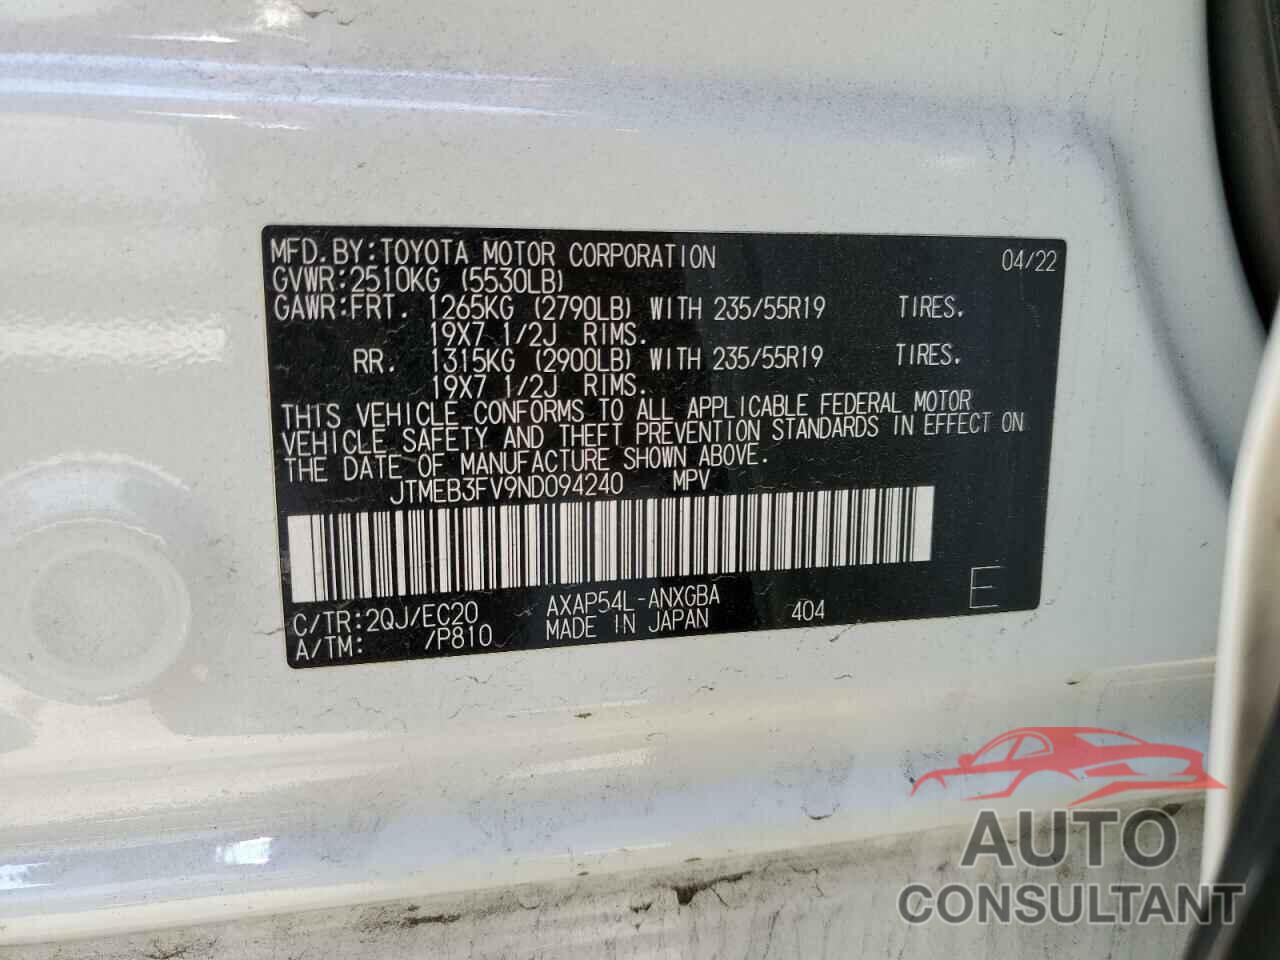 MFD.BY:TOYOTA MOTOR CORPORATION 04/22
GVWR:2510KG (5530LB)
GAWR:FRT. 1265KG (2790LB) WITH 235/55R19 TIRES.
19X7 1/2J RIMS.
RR. 1315KG (2900LB) WITH 235/55R19 TIRES.
19X7 1/2J RIMS.
THIS VEHICLE CONFORMS TO ALL APPLICABLE FEDERAL MOTOR
VEHICLE SAFETY AND THEFT PREVENTION STANDARDS IN EFFECT ON
THE DATE OF MANUFACTURE SHOWN ABOVE.
JTMEB3FV9ND094240 MPV
C/TR:2QJ/EC20 AXAP54L-ANXGBA 404 E
A/TM: /P810 MADE IN JAPAN
AUTO
CONSULTANT